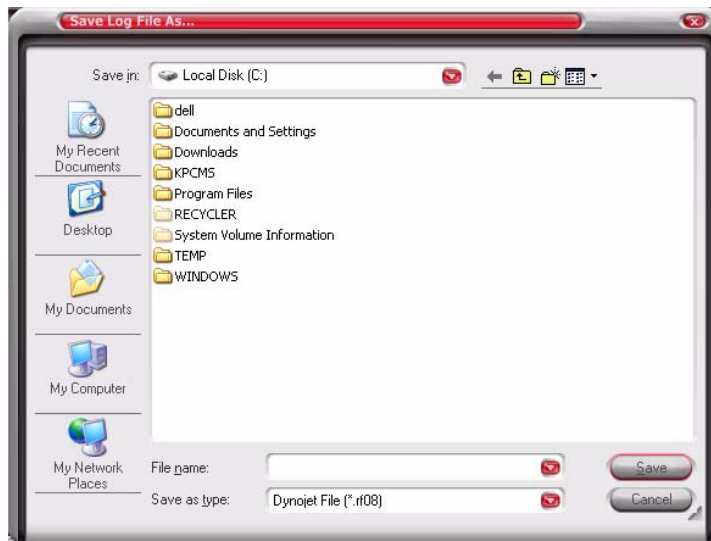 Save Log File As...
Save in:
Local Disk (C:)
My Recent
Documents
Desktop
My Documents
My Computer
My Network
Places
dell
Documents and Settings
Downloads
KPCMS
Program Files
RECYCLER
System Volume Information
TEMP
WINDOWS
File name:
Save
Save as type:
Dynojet File (*.rf08)
Cancel